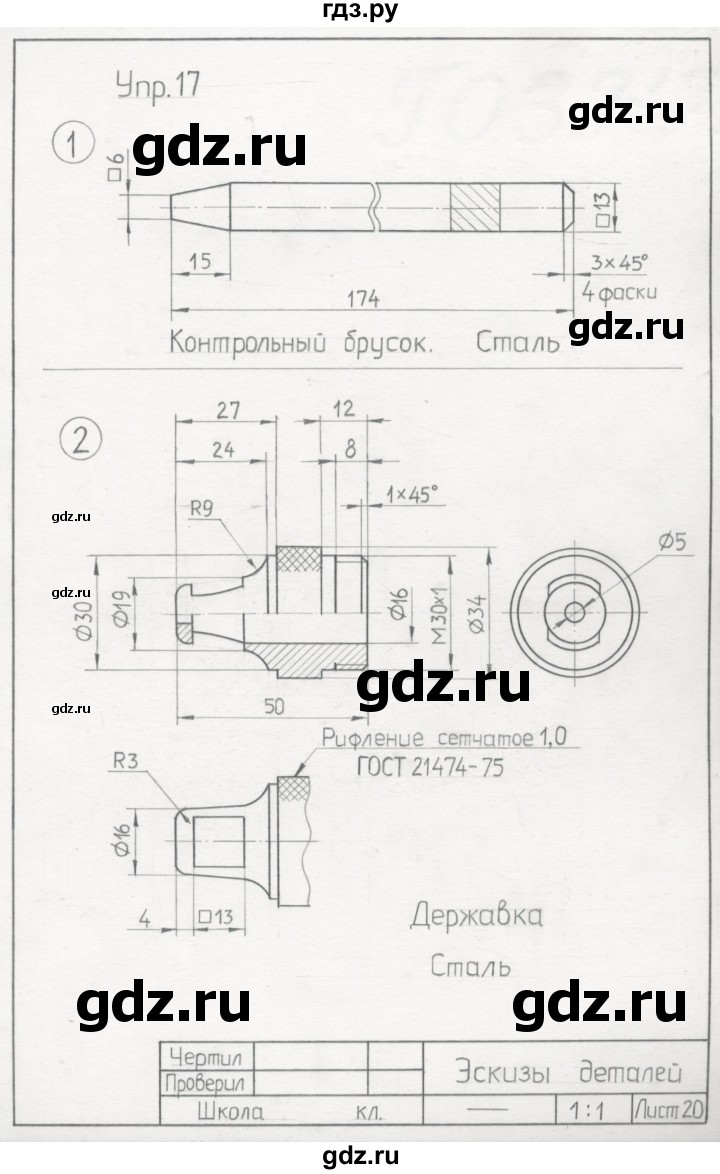 гдз.ру
Упр.17
gdz.ru
1
gdz.ru
□6
□13
15
3×45°
174
4 фаски
gdz.ru
Контрольный брусок. Сталь
2
27
12
24
8
1×45°
R9
gdz.ru
Ø5
gdz.ru
Ø30
Ø19
Ø16
М30×1
Ø34
gdz.ru
gdz.ru
50
Рифление сетчатое 1,0
ГОСТ 21474-75
R3
Ø16
4
□13
Державка
Сталь
gdz.ru
gdz.ru
Чертил
Проверил
Эскизы деталей
Школа кл.
—
1:1
Лист 20
gdz.ru